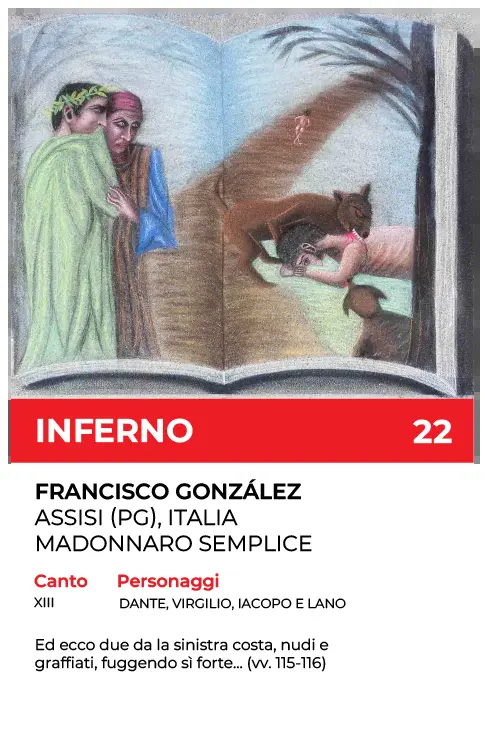 INFERNO 22
FRANCISCO GONZÁLEZ
ASSISI (PG), ITALIA
MADONNARO SEMPLICE
Canto Personaggi
XIII DANTE, VIRGILIO, IACOPO E LANO
Ed ecco due da la sinistra costa, nudi e
graffiati, fuggendo sì forte... (vv. 115-116)